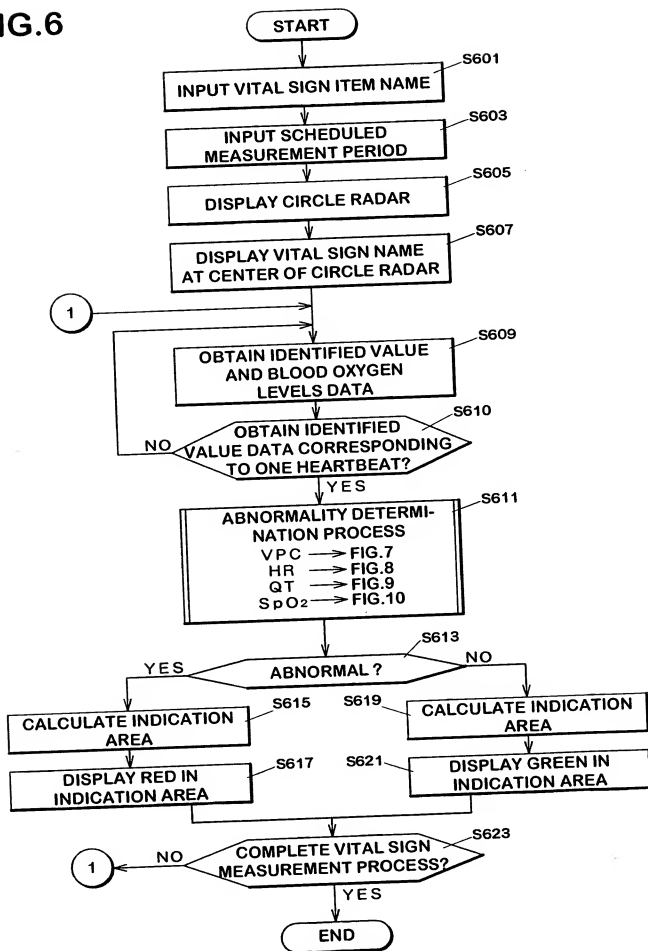 IG.6
START
S601
INPUT VITAL SIGN ITEM NAME
S603
INPUT SCHEDULED
MEASUREMENT PERIOD
S605
DISPLAY CIRCLE RADAR
S607
DISPLAY VITAL SIGN NAME
AT CENTER OF CIRCLE RADAR
1
S609
OBTAIN IDENTIFIED VALUE
AND BLOOD OXYGEN
LEVELS DATA
S610
OBTAIN IDENTIFIED
VALUE DATA CORRESPONDING
TO ONE HEARTBEAT?
NO
YES
S611
ABNORMALITY DETERMI-
NATION PROCESS
VPC → FIG.7
HR → FIG.8
QT → FIG.9
SpO₂ → FIG.10
S613
ABNORMAL ?
YES
NO
S615
CALCULATE INDICATION
AREA
S619
CALCULATE INDICATION
AREA
S617
DISPLAY RED IN
INDICATION AREA
S621
DISPLAY GREEN IN
INDICATION AREA
S623
COMPLETE VITAL SIGN
MEASUREMENT PROCESS?
NO
1
YES
END